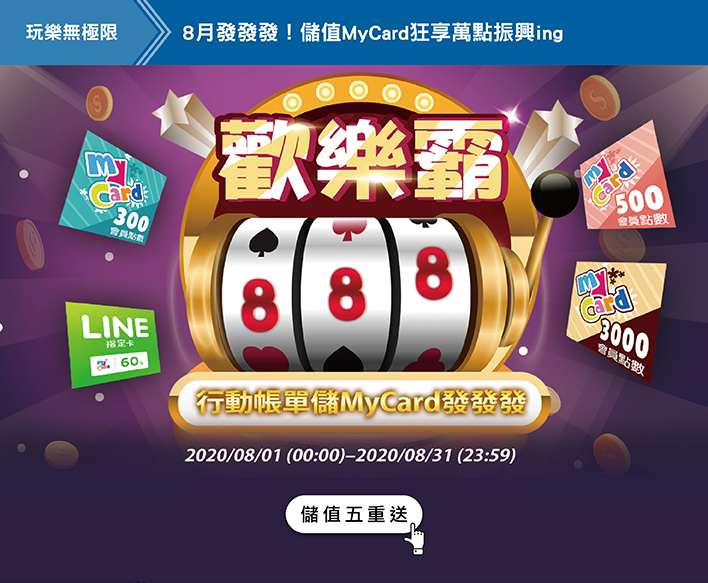 玩樂無極限
8月發發發！儲值MyCard狂享萬點振興ing
歡樂霸
my Card
300
會員點數
my Card
500
會員點數
8 8 8
LINE
指定卡
60
my Card
3000
會員點數
行動帳單儲MyCard發發發
2020/08/01 (00:00)–2020/08/31 (23:59)
儲值五重送